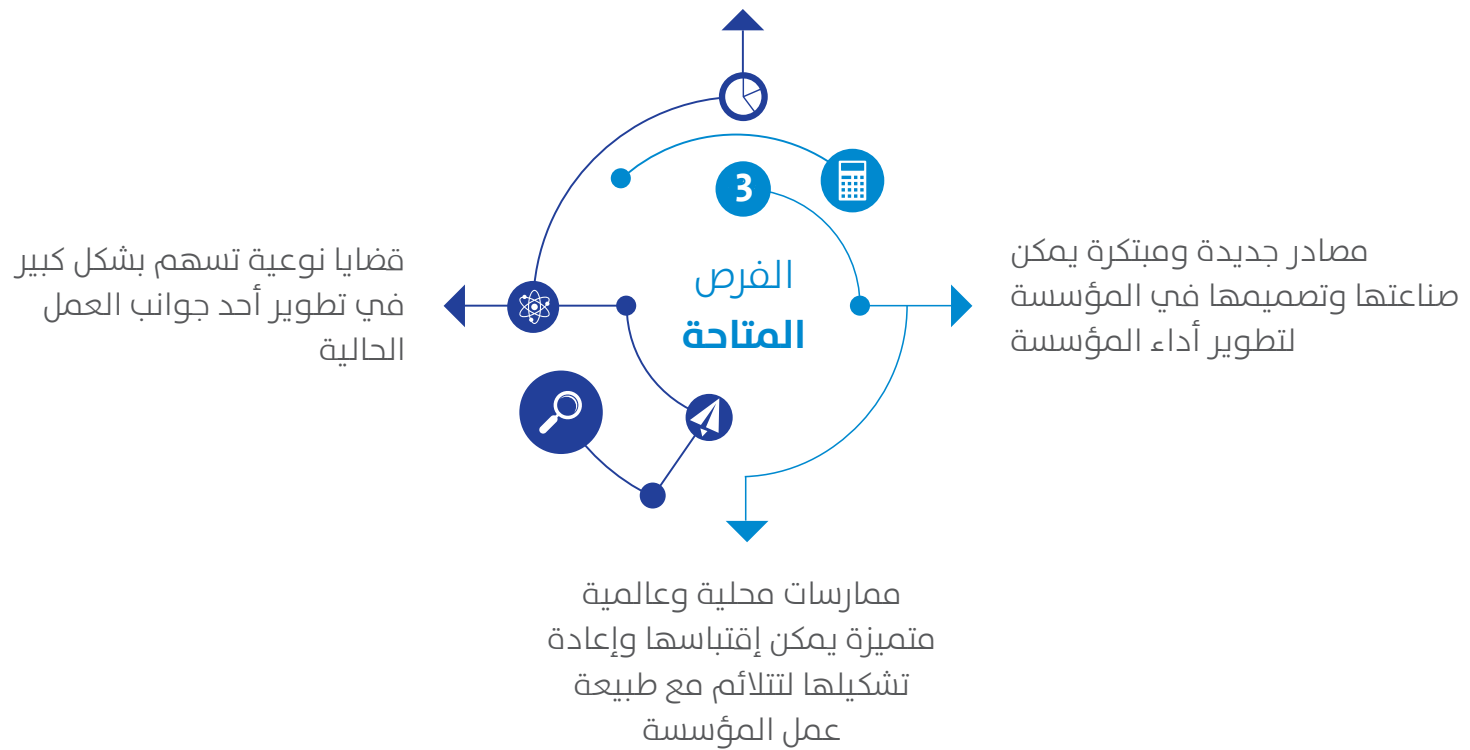 3
الفرص
المتاحة
مصادر جديدة ومبتكرة يمكن
صناعتها وتصميمها في المؤسسة
لتطوير أداء المؤسسة
قضايا نوعية تسهم بشكل كبير
في تطوير أحد جوانب العمل
الحالية
ممارسات محلية وعالمية
متميزة يمكن إقتباسها وإعادة
تشكيلها لتتلائم مع طبيعة
عمل المؤسسة